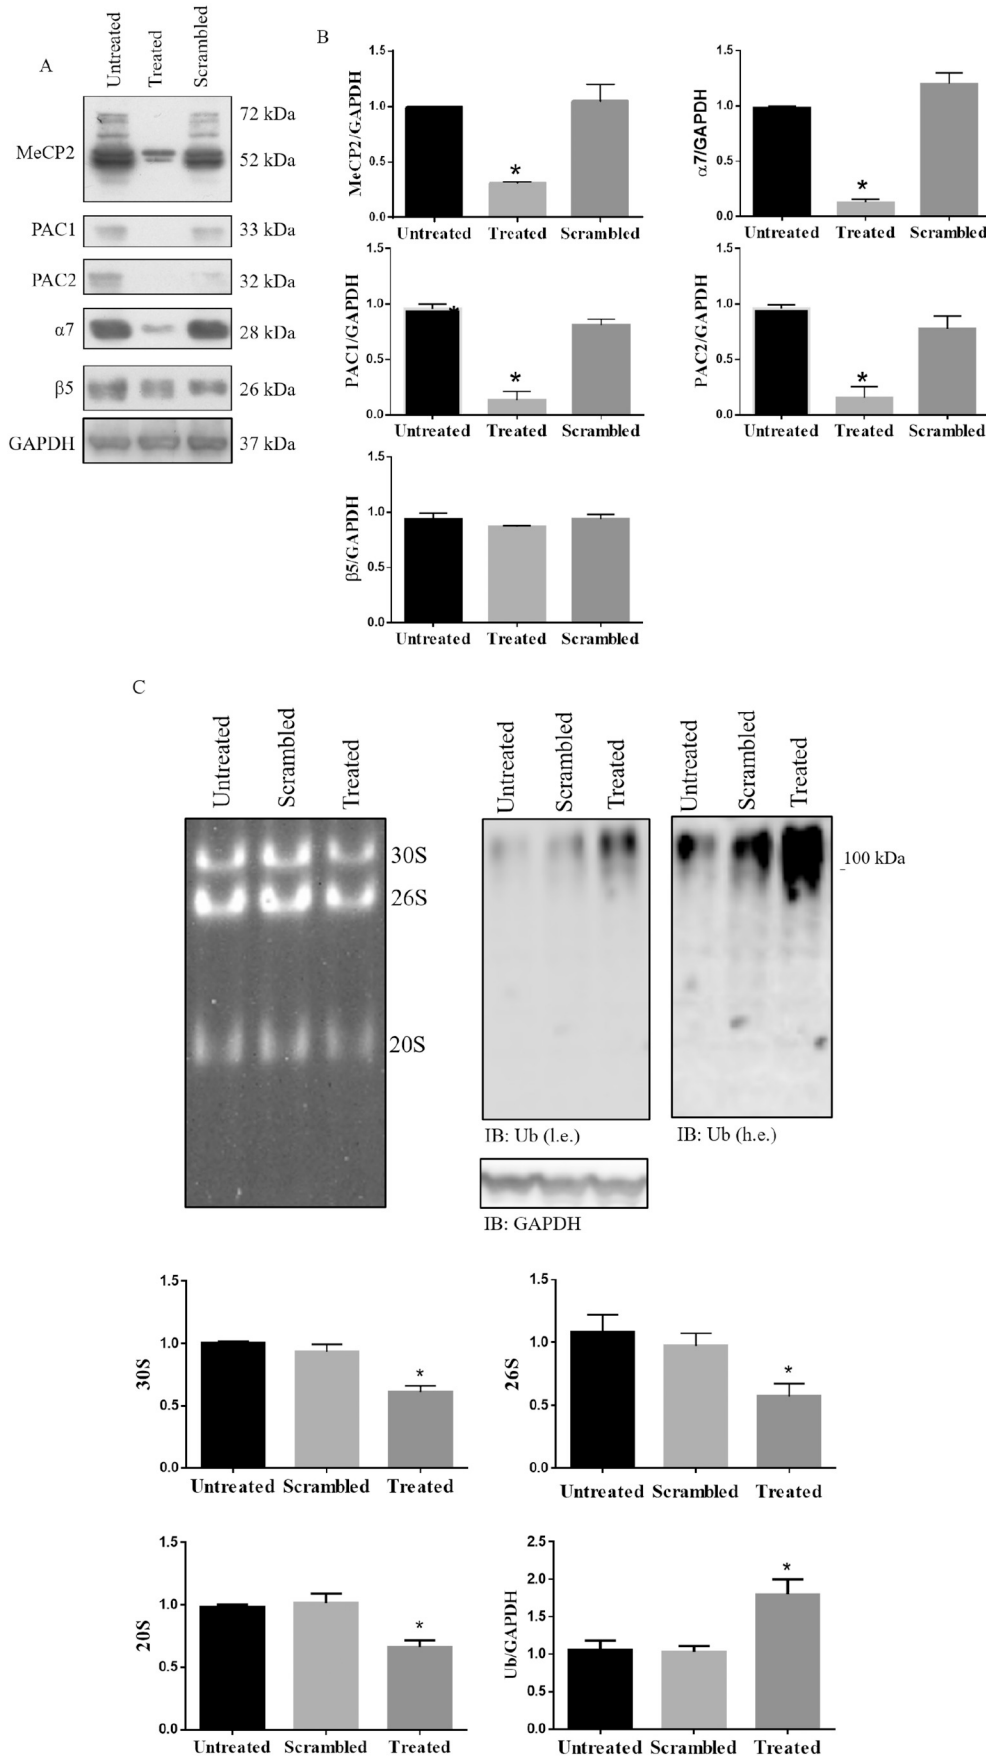 A
Untreated
Treated
Scrambled
MeCP2
72 kDa
52 kDa
PAC1
33 kDa
PAC2
32 kDa
α7
28 kDa
β5
26 kDa
GAPDH
37 kDa
B
MeCP2/GAPDH
1.5
1.0
0.5
0.0
*
Untreated Treated Scrambled
α7/GAPDH
1.5
1.0
0.5
0.0
*
Untreated Treated Scrambled
PAC1/GAPDH
1.5
1.0
0.5
0.0
*
*
Untreated Treated Scrambled
PAC2/GAPDH
1.5
1.0
0.5
0.0
*
Untreated Treated Scrambled
β5/GAPDH
1.5
1.0
0.5
0.0
Untreated Treated Scrambled
C
Untreated
Scrambled
Treated
30S
26S
20S
Untreated
Scrambled
Treated
IB: Ub (l.e.)
IB: GAPDH
Untreated
Scrambled
Treated
100 kDa
IB: Ub (h.e.)
30S
1.5
1.0
0.5
0.0
*
Untreated Scrambled Treated
26S
1.5
1.0
0.5
0.0
*
Untreated Scrambled Treated
20S
1.5
1.0
0.5
0.0
*
Untreated Scrambled Treated
Ub/GAPDH
2.5
2.0
1.5
1.0
0.5
0.0
*
Untreated Scrambled Treated